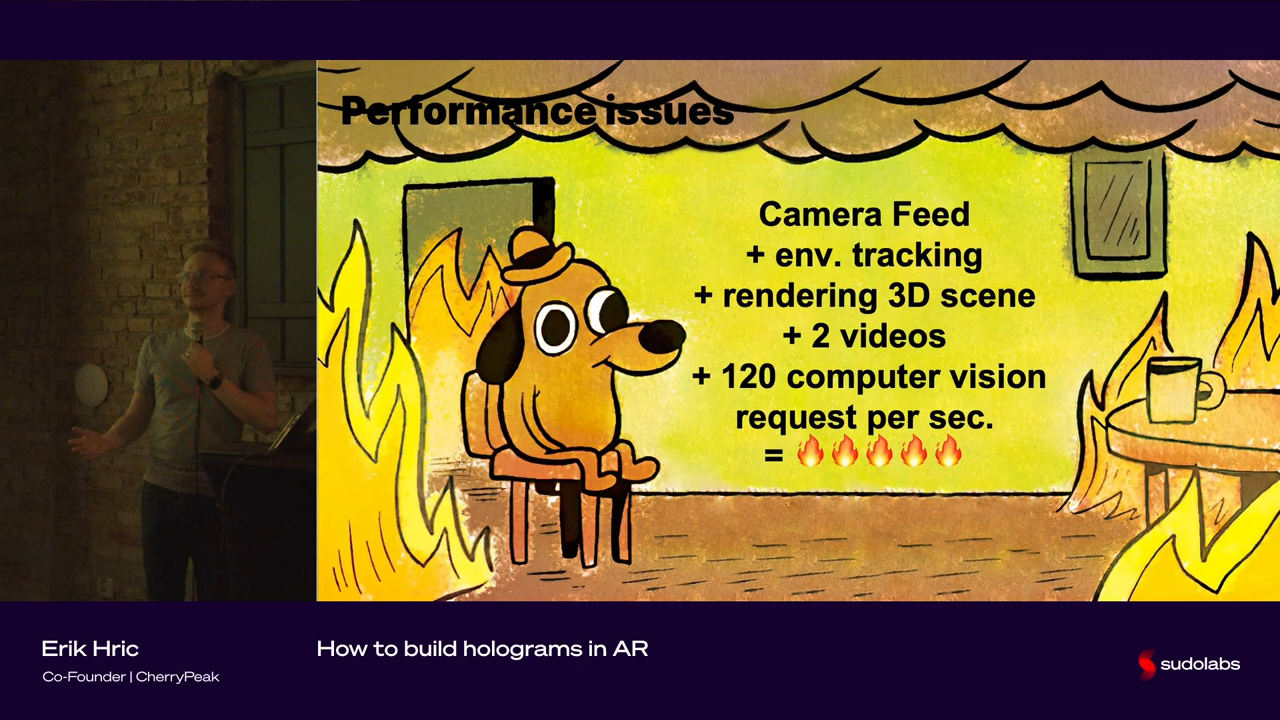 Performance issues
Camera Feed
+ env. tracking
+ rendering 3D scene
+ 2 videos
+ 120 computer vision
request per sec.
= 🔥🔥🔥🔥🔥
Erik Hric
Co-Founder | CherryPeak
How to build holograms in AR
sudolabs